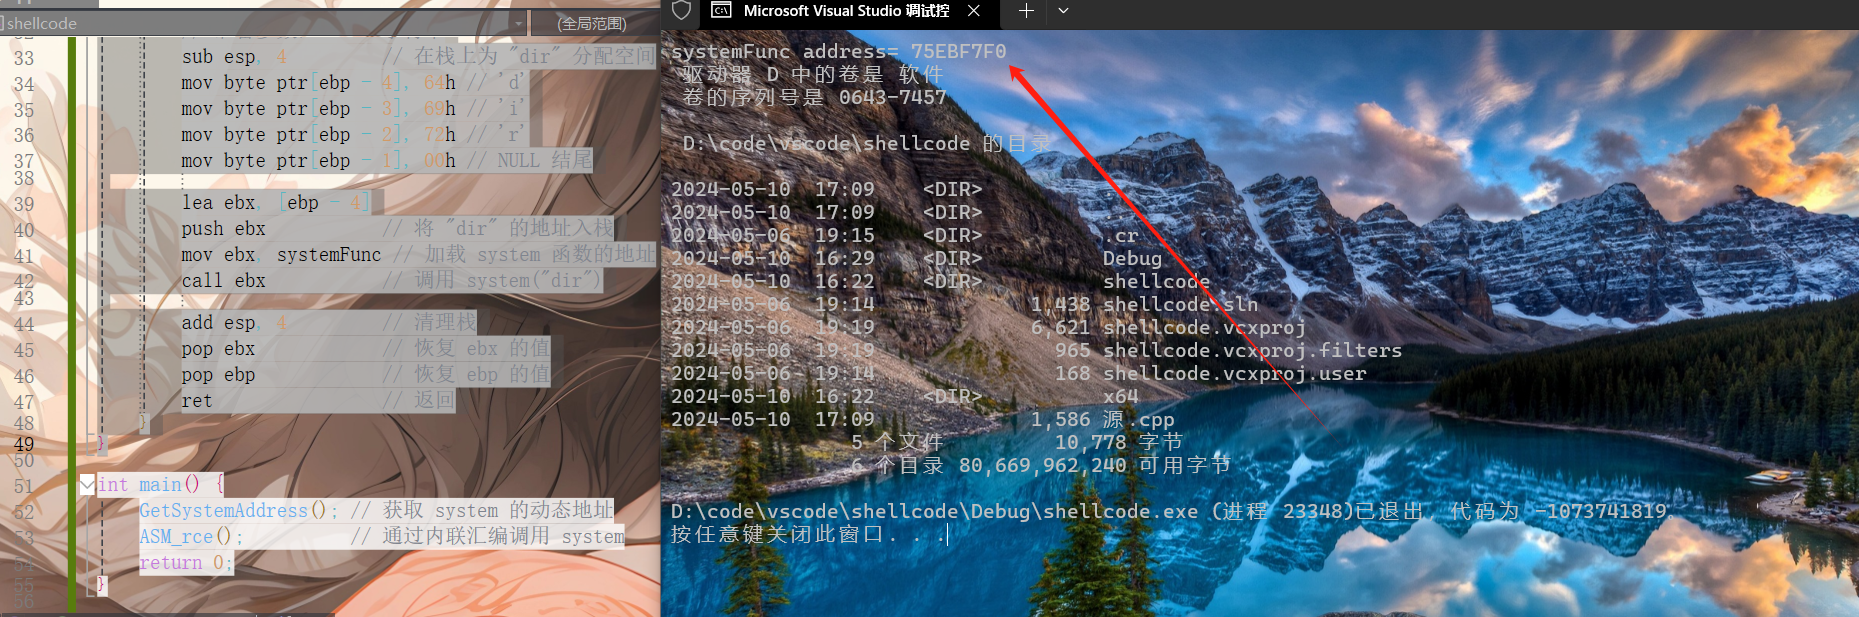 shellcode
(全局范围)
33 sub esp, 4 // 在栈上为 "dir" 分配空间
34 mov byte ptr[ebp - 4], 64h // 'd'
35 mov byte ptr[ebp - 3], 69h // 'i'
36 mov byte ptr[ebp - 2], 72h // 'r'
37 mov byte ptr[ebp - 1], 00h // NULL 结尾
38
39 lea ebx, [ebp - 4]
40 push ebx // 将 "dir" 的地址入栈
41 mov ebx, systemFunc // 加载 system 函数的地址
42 call ebx // 调用 system("dir")
43
44 add esp, 4 // 清理栈
45 pop ebx // 恢复 ebx 的值
46 pop ebp // 恢复 ebp 的值
47 ret // 返回
48 }
49 }
50
51 int main() {
52 GetSystemAddress(); // 获取 system 的动态地址
53 ASM_rce(); // 通过内联汇编调用 system
54 return 0;
55 }
56
Microsoft Visual Studio 调试控
systemFunc address= 75EBF7F0
驱动器 D 中的卷是 软件
卷的序列号是 0643-7457
D:\code\vscode\shellcode 的目录
2024-05-10 17:09 <DIR> .
2024-05-10 17:09 <DIR> ..
2024-05-06 19:15 <DIR> .cr
2024-05-10 16:29 <DIR> Debug
2024-05-10 16:22 <DIR> shellcode
2024-05-06 19:14 1,438 shellcode.sln
2024-05-06 19:19 6,621 shellcode.vcxproj
2024-05-06 19:19 965 shellcode.vcxproj.filters
2024-05-06 19:14 168 shellcode.vcxproj.user
2024-05-10 16:22 <DIR> x64
2024-05-10 17:09 1,586 源.cpp
5 个文件 10,778 字节
6 个目录 80,669,962,240 可用字节
D:\code\vscode\shellcode\Debug\shellcode.exe (进程 23348)已退出，代码为 -1073741819。
按任意键关闭此窗口. . .